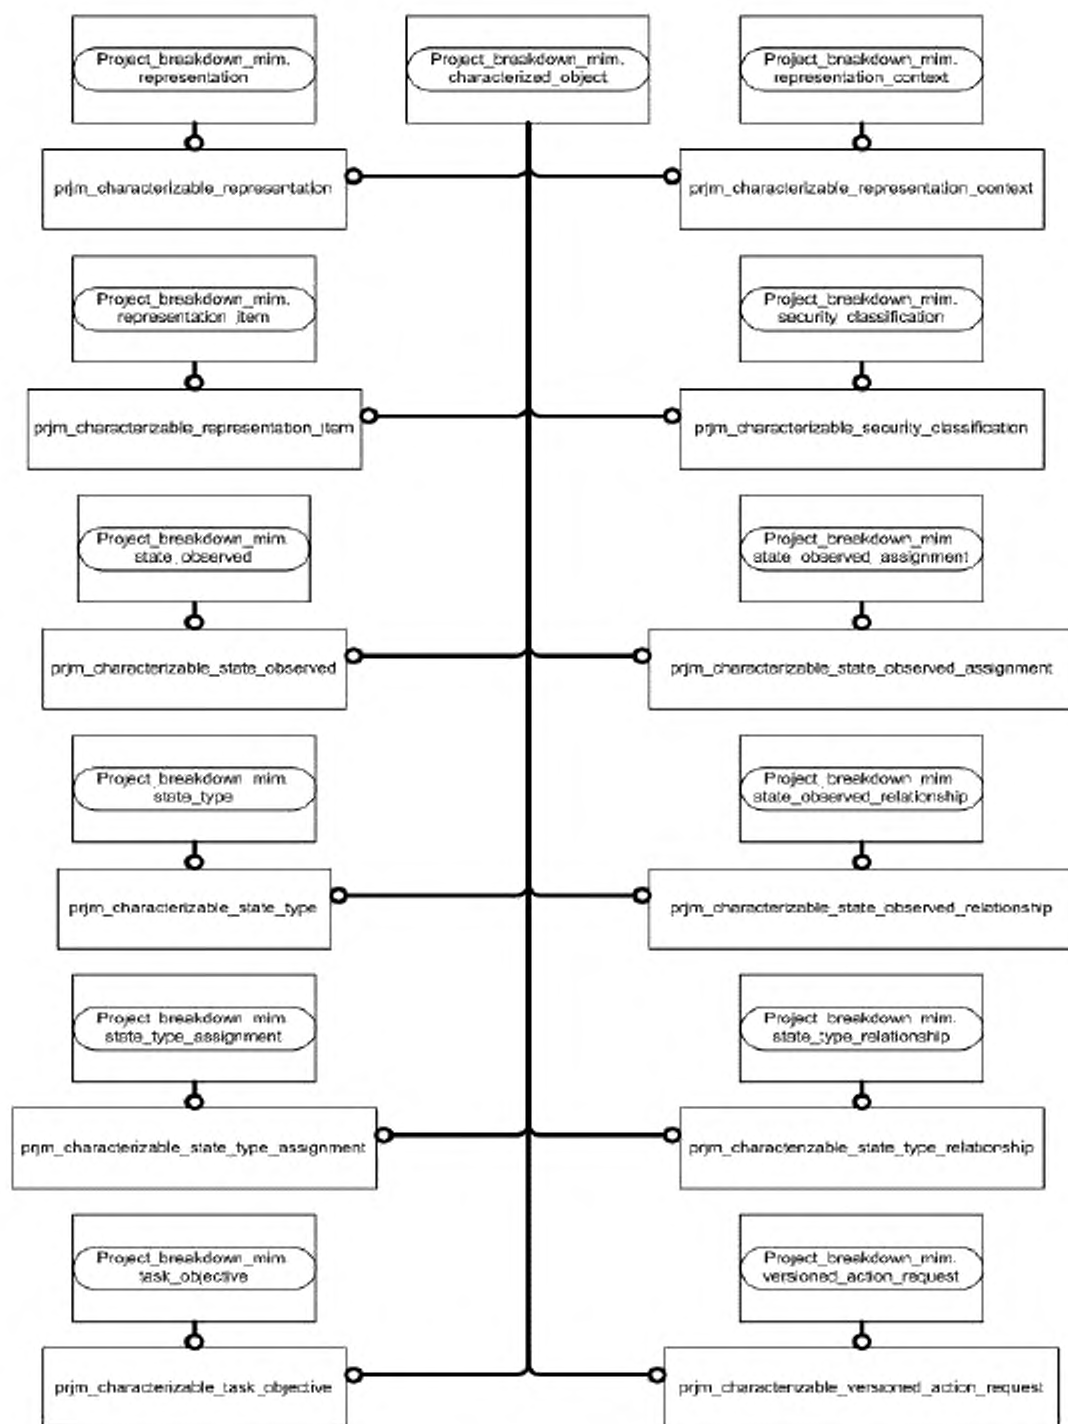 Project_breakdown_mim.
representation
Project_breakdown_mim.
characterized_object
Project_breakdown_mim.
representation_context
prjm_characterizable_representation
prjm_characterizable_representation_context
Project_breakdown_mim.
representation_item
Project_breakdown_mim.
security_classification
prjm_characterizable_representation_item
prjm_characterizable_security_classification
Project_breakdown_mim.
state_observed
Project_breakdown_mim.
state_observed_assignment
prjm_characterizable_state_observed
prjm_characterizable_state_observed_assignment
Project_breakdown_mim.
state_type
Project_breakdown_mim.
state_observed_relationship
prjm_characterizable_state_type
prjm_characterizable_state_observed_relationship
Project_breakdown_mim.
state_type_assignment
Project_breakdown_mim.
state_type_relationship
prjm_characterizable_state_type_assignment
prjm_characterizable_state_type_relationship
Project_breakdown_mim.
task_objective
Project_breakdown_mim.
versioned_action_request
prjm_characterizable_task_objective
prjm_characterizable_versioned_action_request